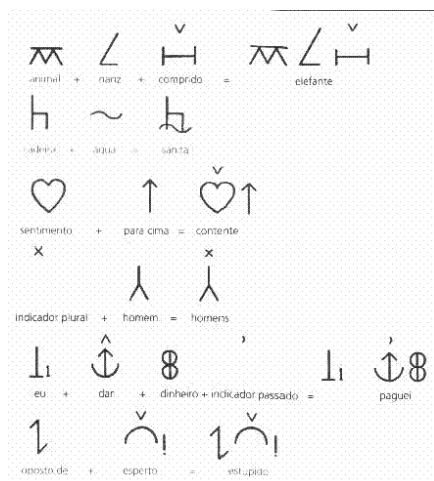 animal + nariz + comprido = elefante
cadeira + água = sanita
sentimento + para cima = contente
indicador plural + homem = homens
eu + dar + dinheiro + indicador passado = paguei
oposto de + esperto = estupido